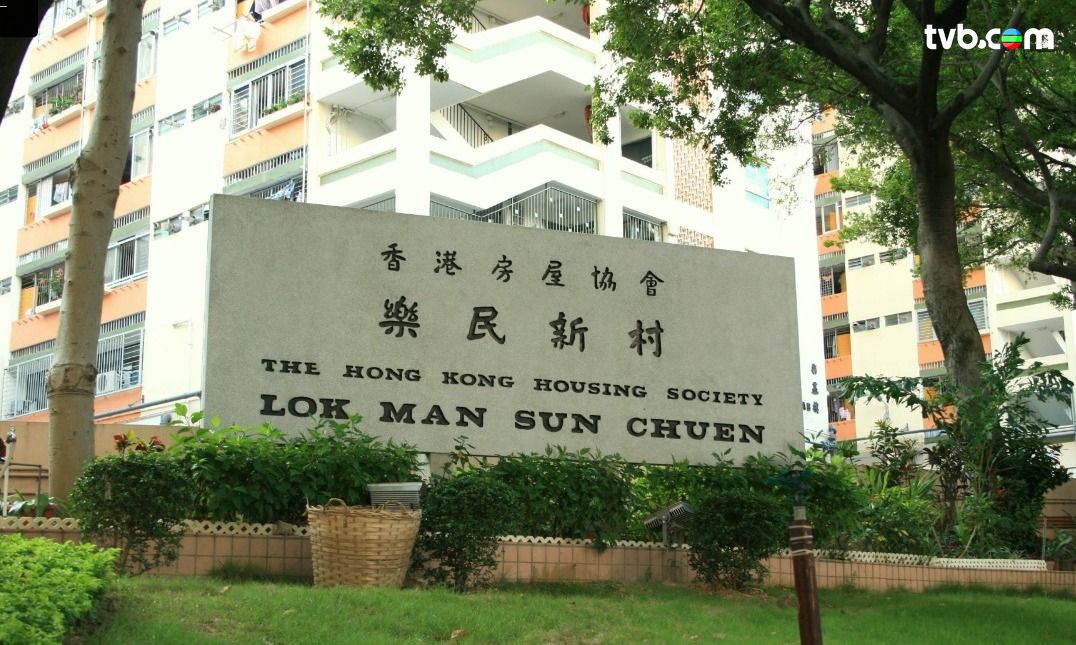 tvb.com
香港房屋協會
樂民新村
THE HONG KONG HOUSING SOCIETY
LOK MAN SUN CHUEN